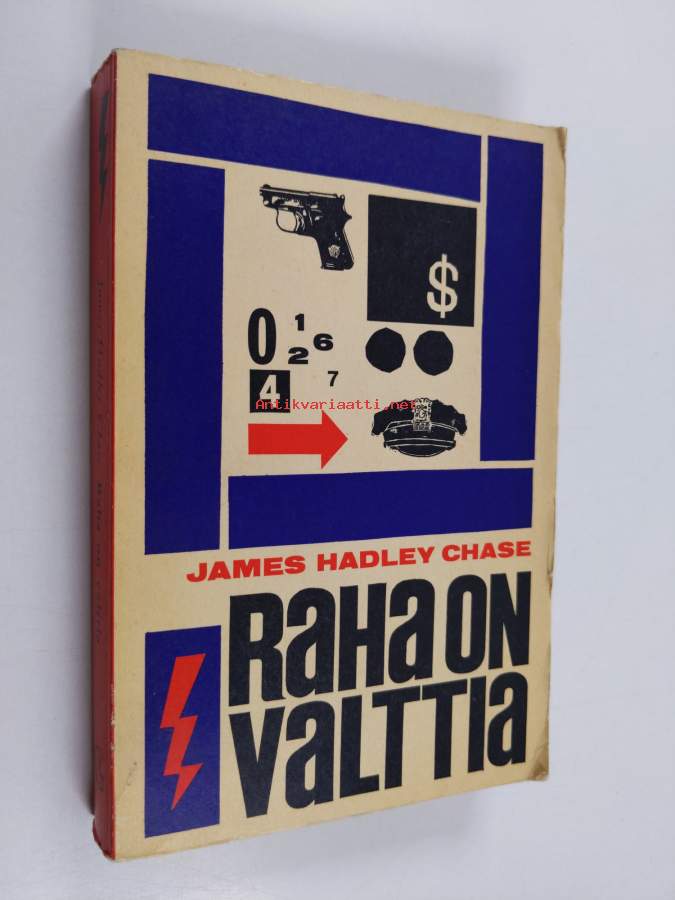 $
0 1
2 6
4 7
Antikvariaatti.net
JAMES HADLEY CHASE
RaHa ON
VaLTTIa